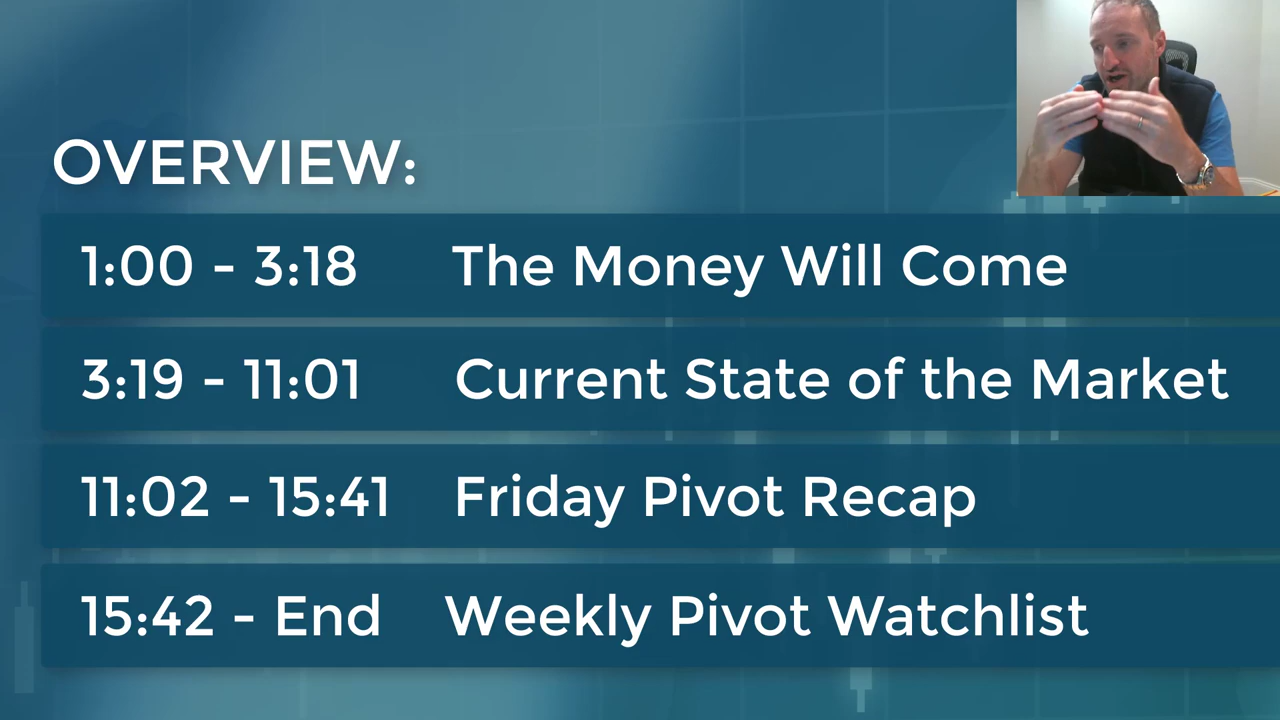 OVERVIEW:
1:00 - 3:18 The Money Will Come
3:19 - 11:01 Current State of the Market
11:02 - 15:41 Friday Pivot Recap
15:42 - End Weekly Pivot Watchlist